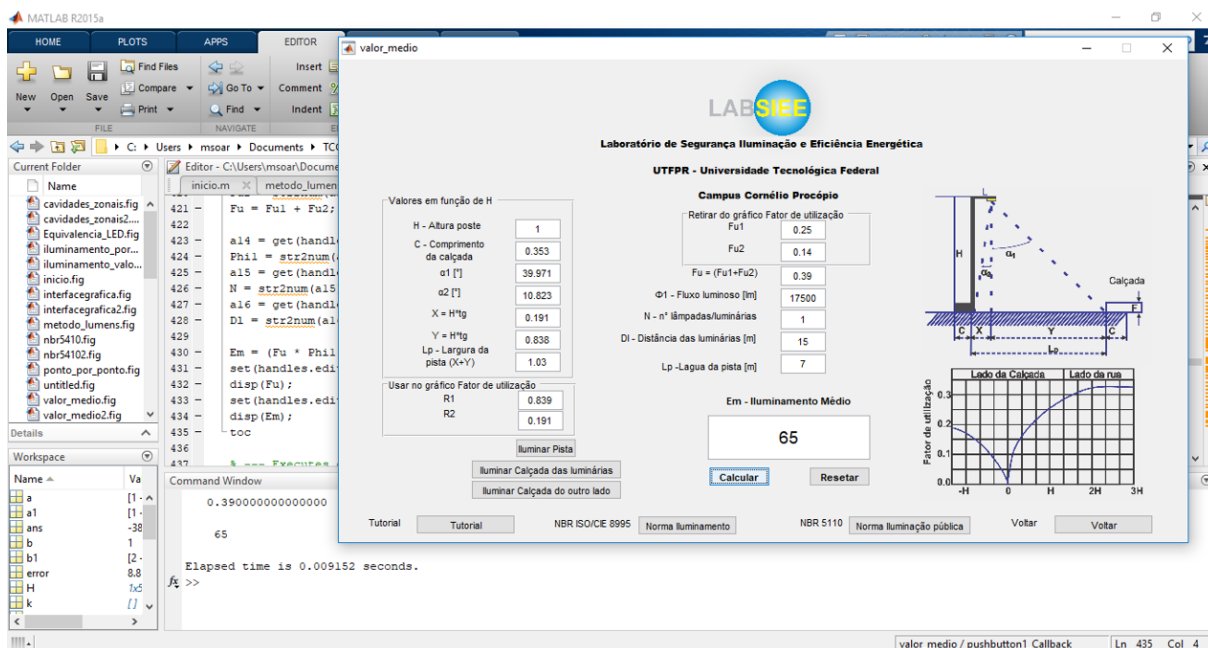 MATLAB R2015a
HOME PLOTS APPS EDITOR
New Open Save
Find Files
Compare
Print
FILE
Go To
Find
NAVIGATE
Insert
Comment
Indent
C: Users msoar Documents
Current Folder
Name
cavidades_zonais.fig
cavidades_zonais2....
Equivalencia_LED.fig
iluminamento_por...
iluminamento_valo...
inicio.fig
interfacegrafica.fig
interfacegrafica2.fig
metodo_lumens.fig
nbr5410.fig
nbr54102.fig
ponto_por_ponto.fig
untitled.fig
valor_medio.fig
valor_medio2.fig
Details
Workspace
Name Va
a [1 -
a1 [1 -
ans -38
b 1
b1 [2 -
error 8.8
H 1x5
k []
Editor - C:\Users\msoar\Docume
inicio.m metodo_lumen
421 - Fu = Fu1 + Fu2;
422
423 - a14 = get(handl
424 - Phi1 = str2num(
425 - a15 = get(handl
426 - N = str2num(a15
427 - a16 = get(handl
428 - Dl = str2num(a1
429
430 - Em = (Fu * Phi1
431 - set(handles.edi
432 - disp(Fu);
433 - set(handles.edi
434 - disp(Em);
435 - toc
436
437
Command Window
0.390000000000000
65
Elapsed time is 0.009152 seconds.
fx >>
valor_medio
LABSIEE
Laboratório de Segurança Iluminação e Eficiência Energética
UTFPR - Universidade Tecnológica Federal
Campus Cornélio Procópio
Valores em função de H
H - Altura poste 1
C - Comprimento da calçada 0.353
α1 [°] 39.971
α2 [°] 10.823
X = H*tg 0.191
Y = H*tg 0.838
Lp - Largura da pista (X+Y) 1.03
Usar no gráfico Fator de utilização
R1 0.839
R2 0.191
Iluminar Pista
Iluminar Calçada das luminárias
Iluminar Calçada do outro lado
Retirar do gráfico Fator de utilização
Fu1 0.25
Fu2 0.14
Fu = (Fu1+Fu2) 0.39
Φ1 - Fluxo luminoso [lm] 17500
N - n° lâmpadas/luminárias 1
Dl - Distância das luminárias [m] 15
Lp -Lagua da pista [m] 7
Em - Iluminamento Médio
65
Calcular Resetar
L
H
α1
Calçada
F
C X Y C
Lp
Lado da Calçada Lado da rua
Fator de utilização
0.3
0.2
0.1
0.0
-H 0 H 2H 3H
Tutorial Tutorial
NBR ISO/CIE 8995 Norma Iluminamento
NBR 5110 Norma Iluminação pública
Voltar Voltar
valor_medio / pushbutton1_Callback Ln 435 Col 4